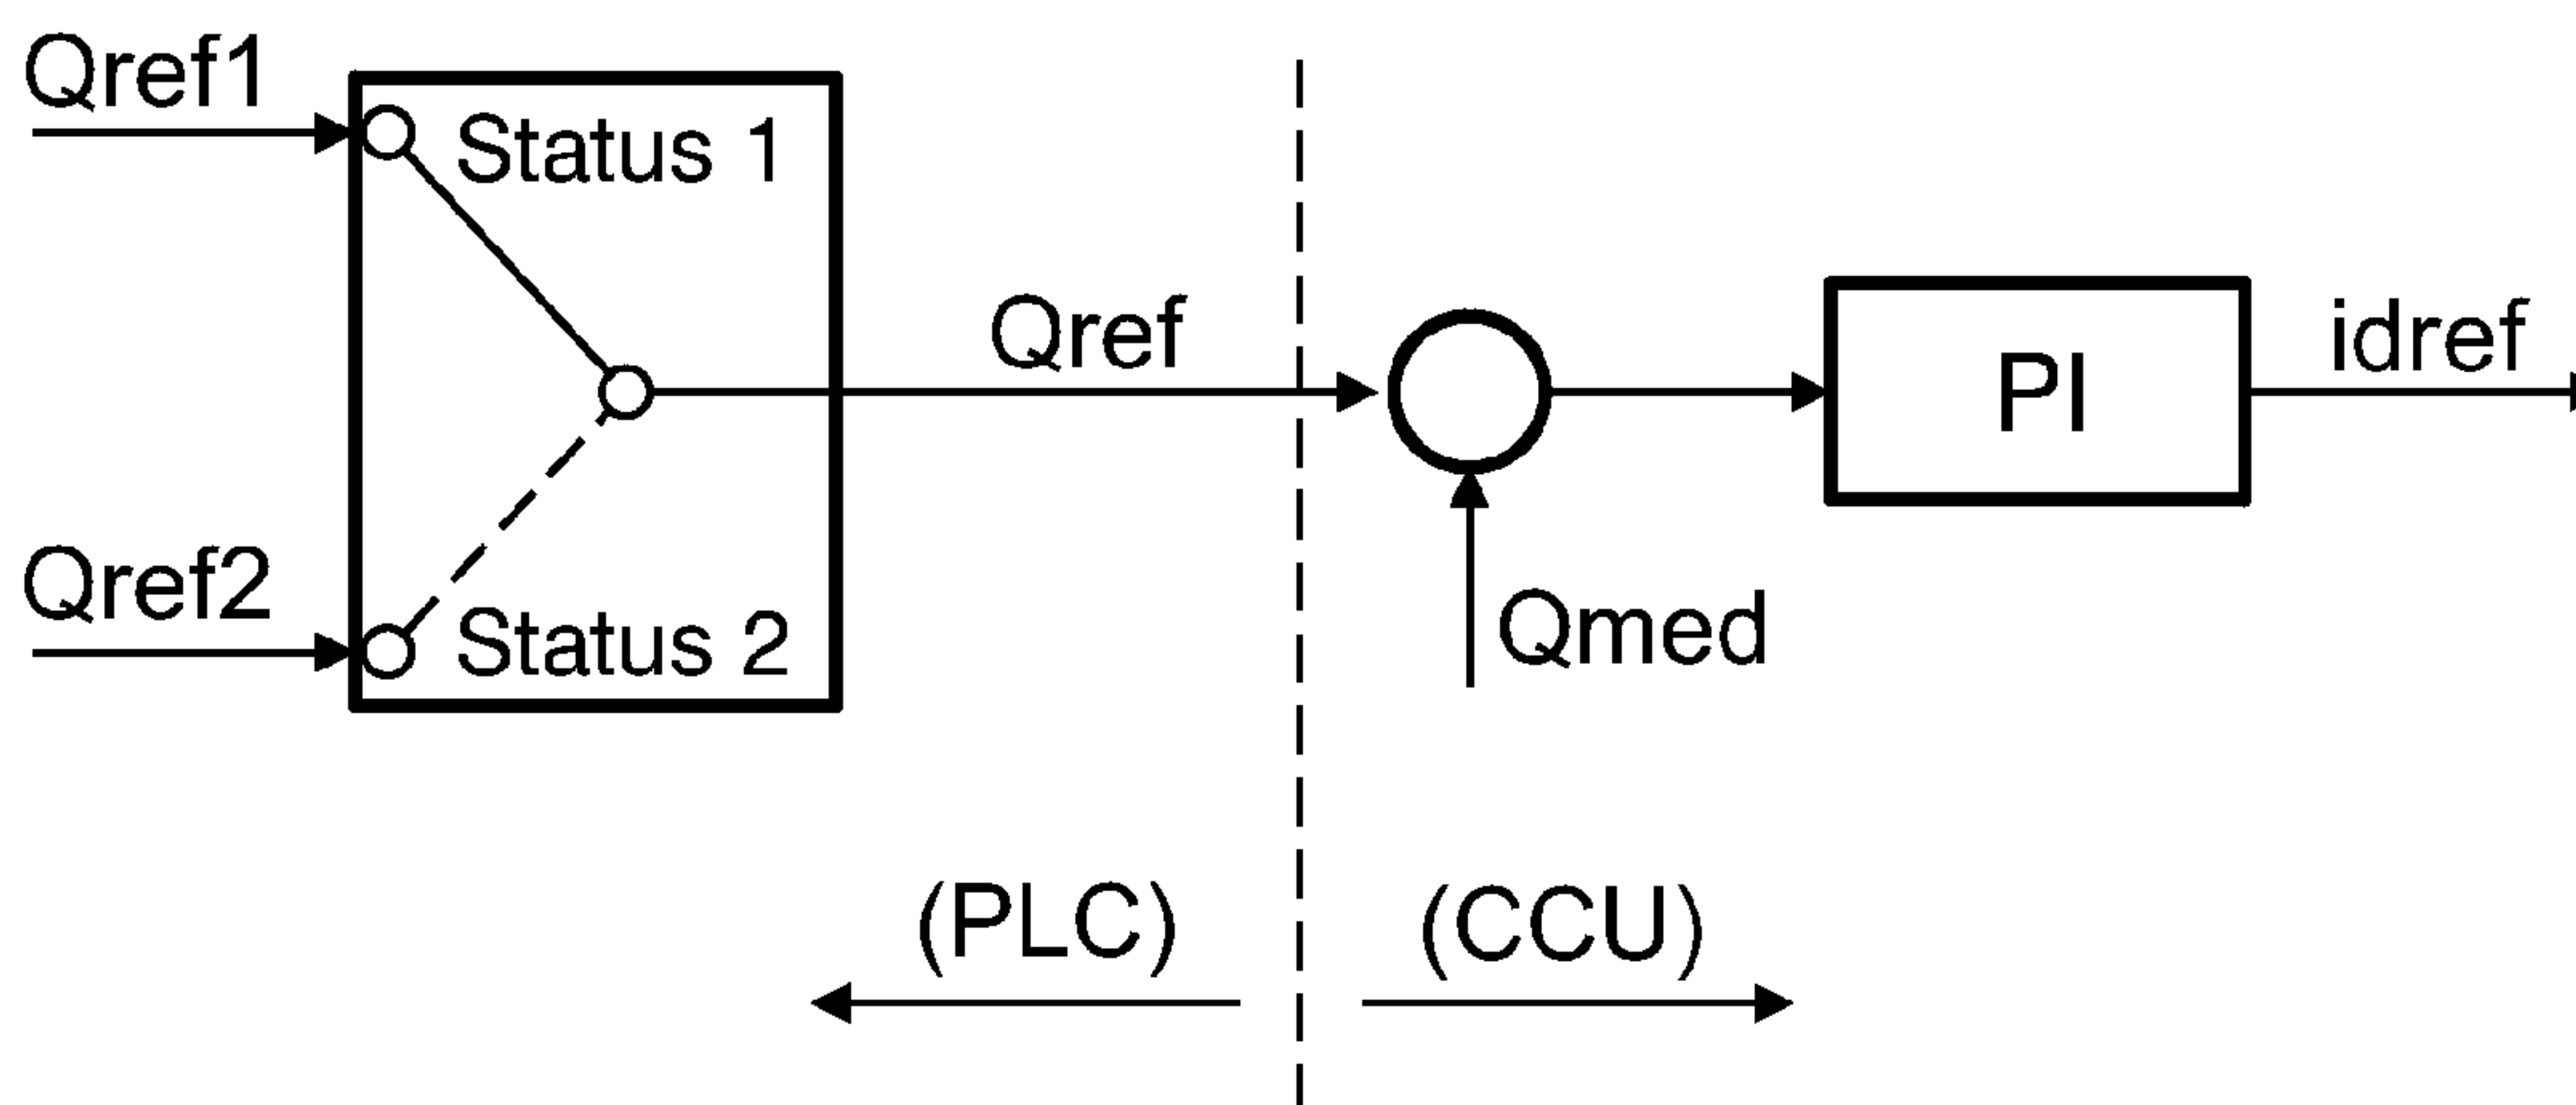 Qref1
Status 1
Qref
idref
PI
Qref2
Status 2
Qmed
(PLC)
(CCU)